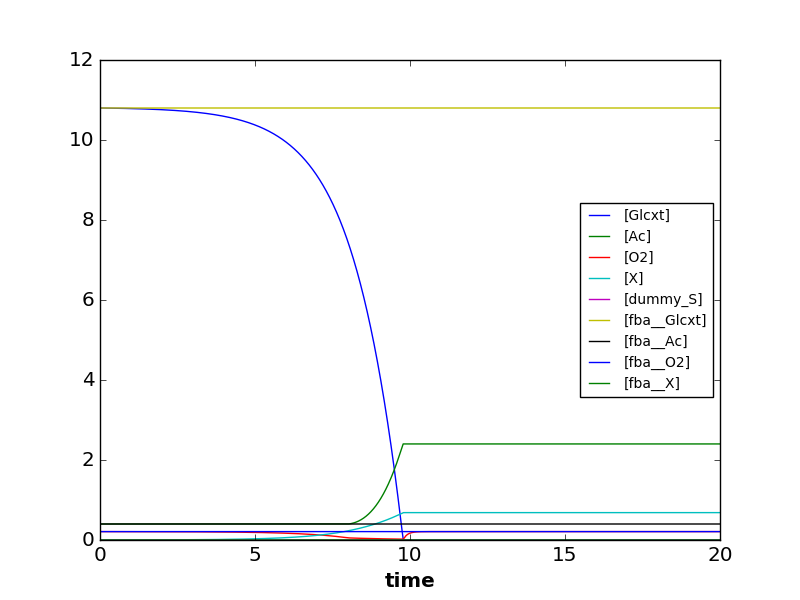 12
10
8
6
4
2
0
[Glcxt]
[Ac]
[O2]
[X]
[dummy_S]
[fba__Glcxt]
[fba__Ac]
[fba__O2]
[fba__X]
0 5 10 15 20
time